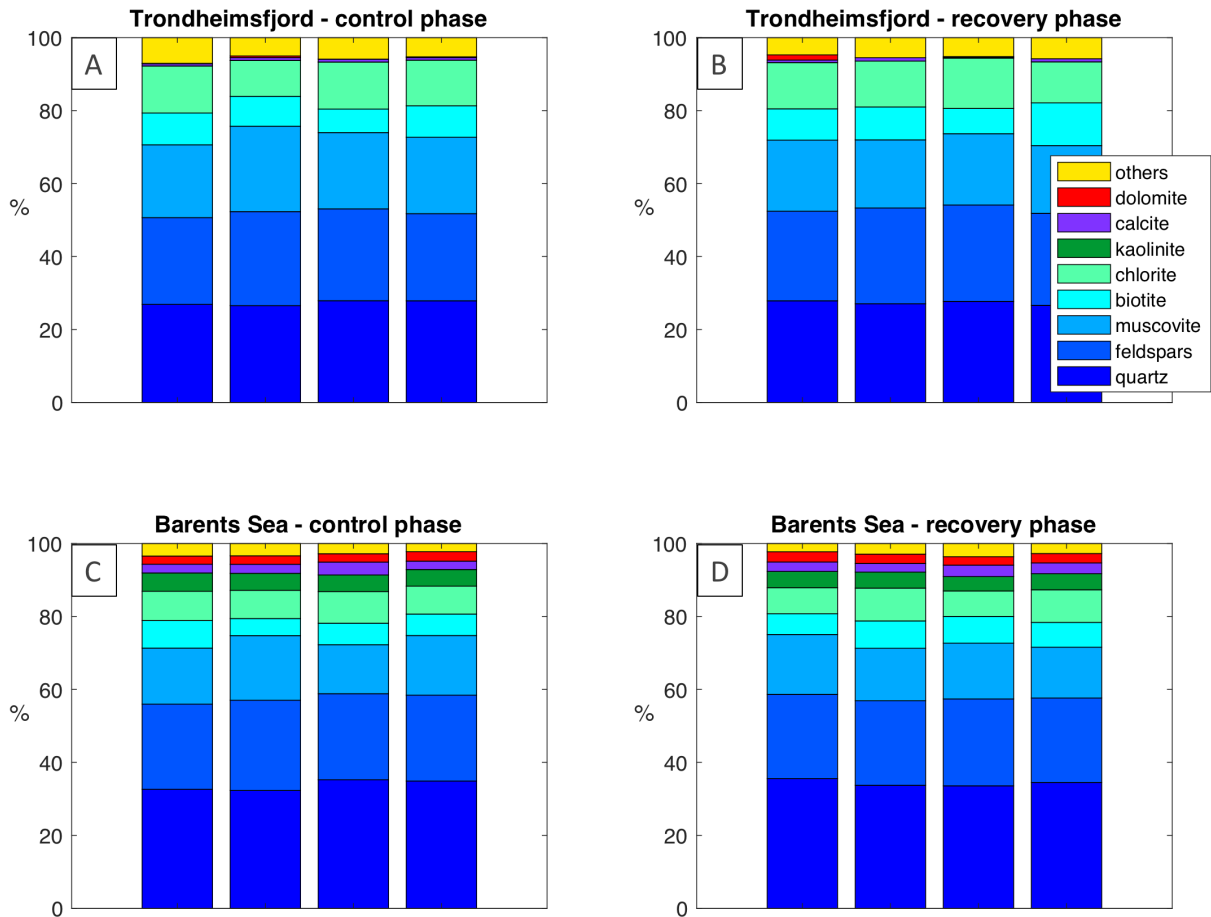 Trondheimsfjord - control phase
Trondheimsfjord - recovery phase
A
B
100
80
60
40
20
0
%
100
80
60
40
20
0
%
others
dolomite
calcite
kaolinite
chlorite
biotite
muscovite
feldspars
quartz
Barents Sea - control phase
Barents Sea - recovery phase
C
D
100
80
60
40
20
0
%
100
80
60
40
20
0
%